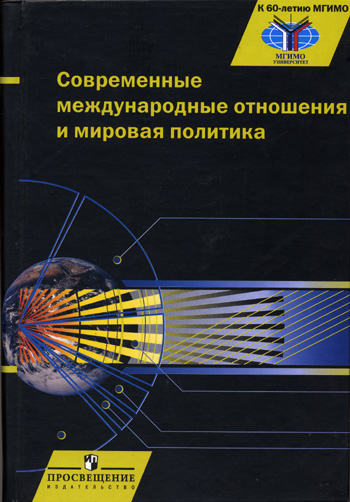 К 60-летию МГИМО
МГИМО
УНИВЕРСИТЕТ
Современные
международные отношения
и мировая политика
ПРОСВЕЩЕНИЕ
ИЗДАТЕЛЬСТВО